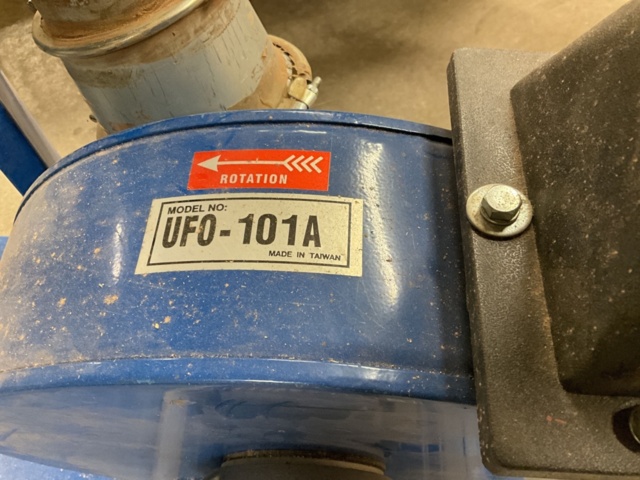 ROTATION
MODEL NO:
UFO-101A
MADE IN TAIWAN